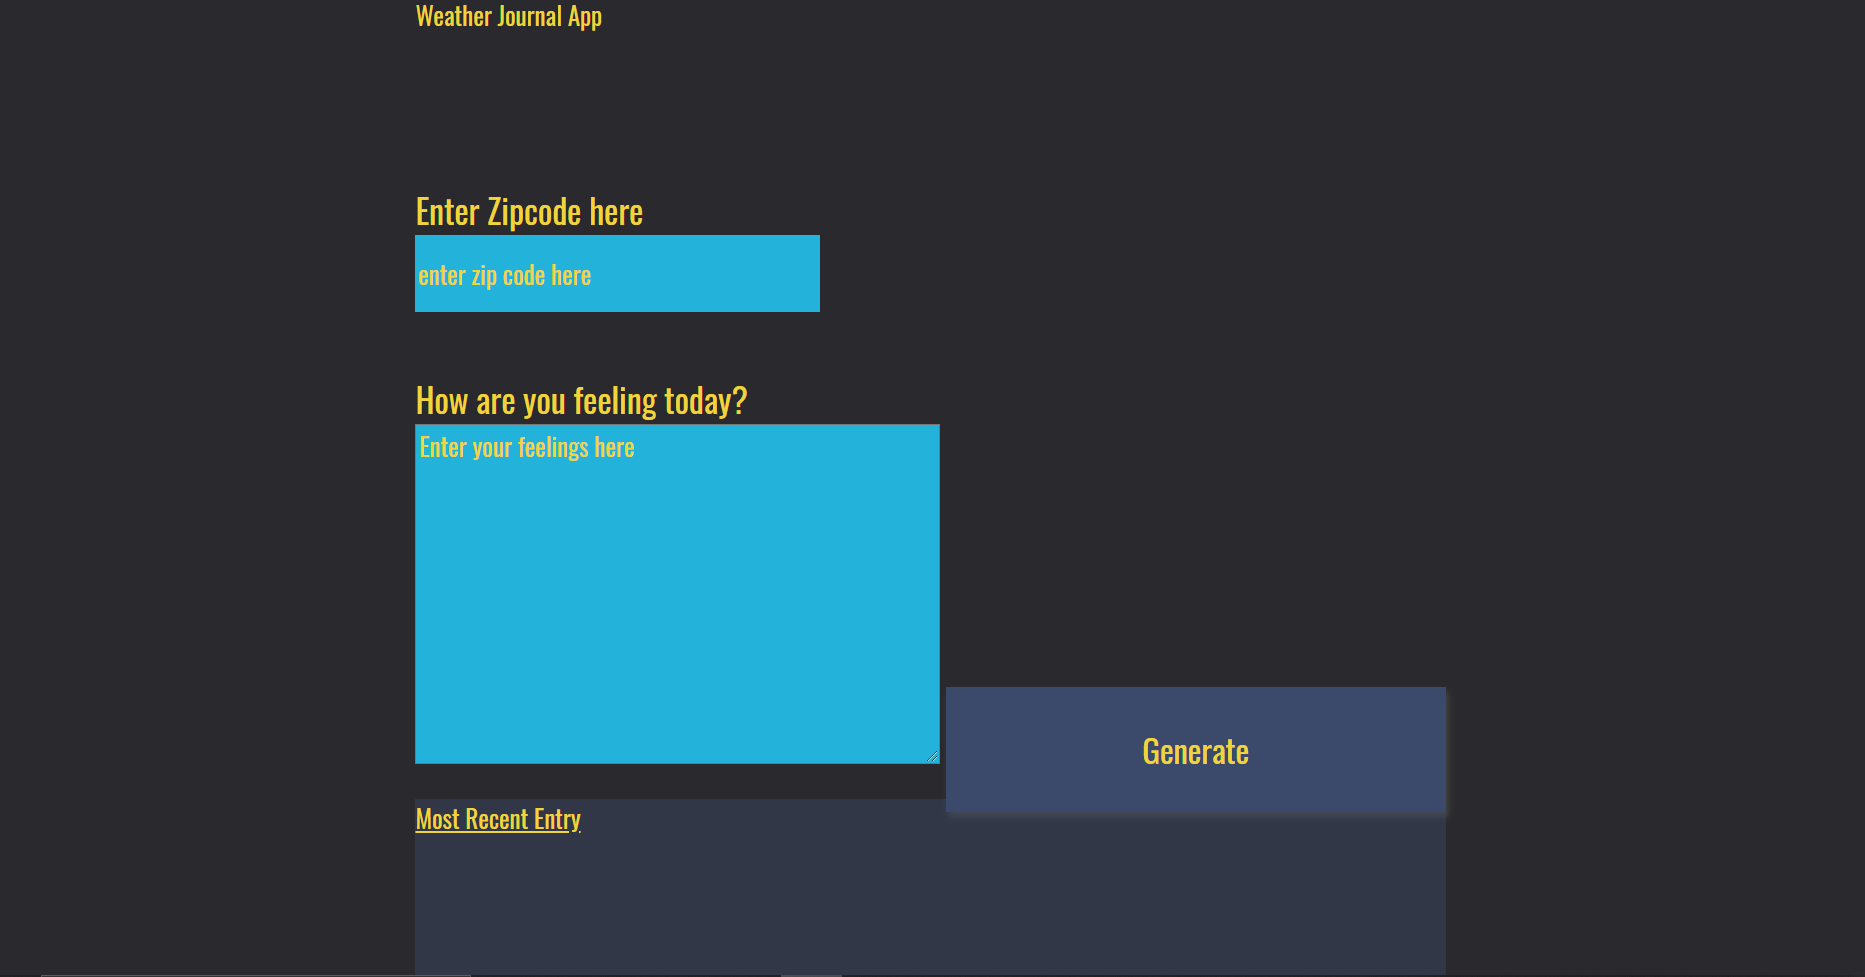 Weather Journal App
Enter Zipcode here
enter zip code here
How are you feeling today?
Enter your feelings here
Generate
Most Recent Entry